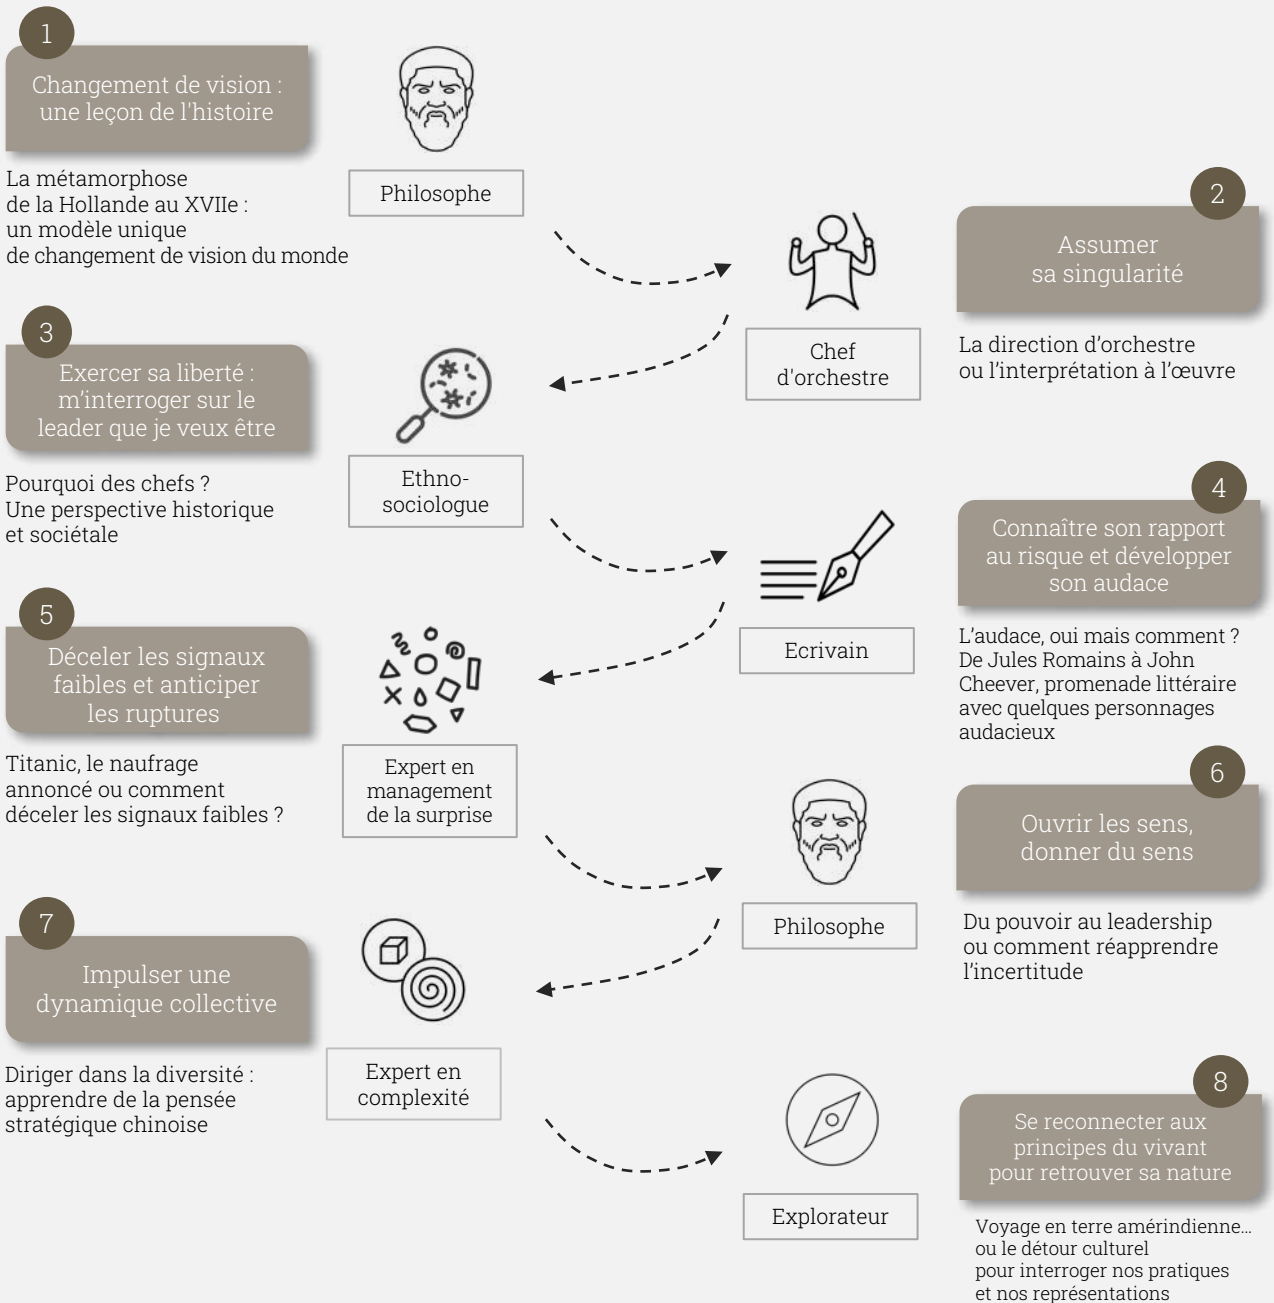 1
Changement de vision :
une leçon de l'histoire
La métamorphose
de la Hollande au XVIIe :
un modèle unique
de changement de vision du monde
Philosophe
2
Assumer
sa singularité
La direction d'orchestre
ou l'interprétation à l'œuvre
Chef
d'orchestre
3
Exercer sa liberté :
m'interroger sur le
leader que je veux être
Pourquoi des chefs ?
Une perspective historique
et sociétale
Ethno-
sociologue
4
Connaître son rapport
au risque et développer
son audace
L'audace, oui mais comment ?
De Jules Romains à John
Cheever, promenade littéraire
avec quelques personnages
audacieux
Ecrivain
5
Déceler les signaux
faibles et anticiper
les ruptures
Titanic, le naufrage
annoncé ou comment
déceler les signaux faibles ?
Expert en
management
de la surprise
6
Ouvrir les sens,
donner du sens
Du pouvoir au leadership
ou comment réapprendre
l'incertitude
Philosophe
7
Impulser une
dynamique collective
Diriger dans la diversité :
apprendre de la pensée
stratégique chinoise
Expert en
complexité
8
Se reconnecter aux
principes du vivant
pour retrouver sa nature
Voyage en terre amérindienne...
ou le détour culturel
pour interroger nos pratiques
et nos représentations
Explorateur